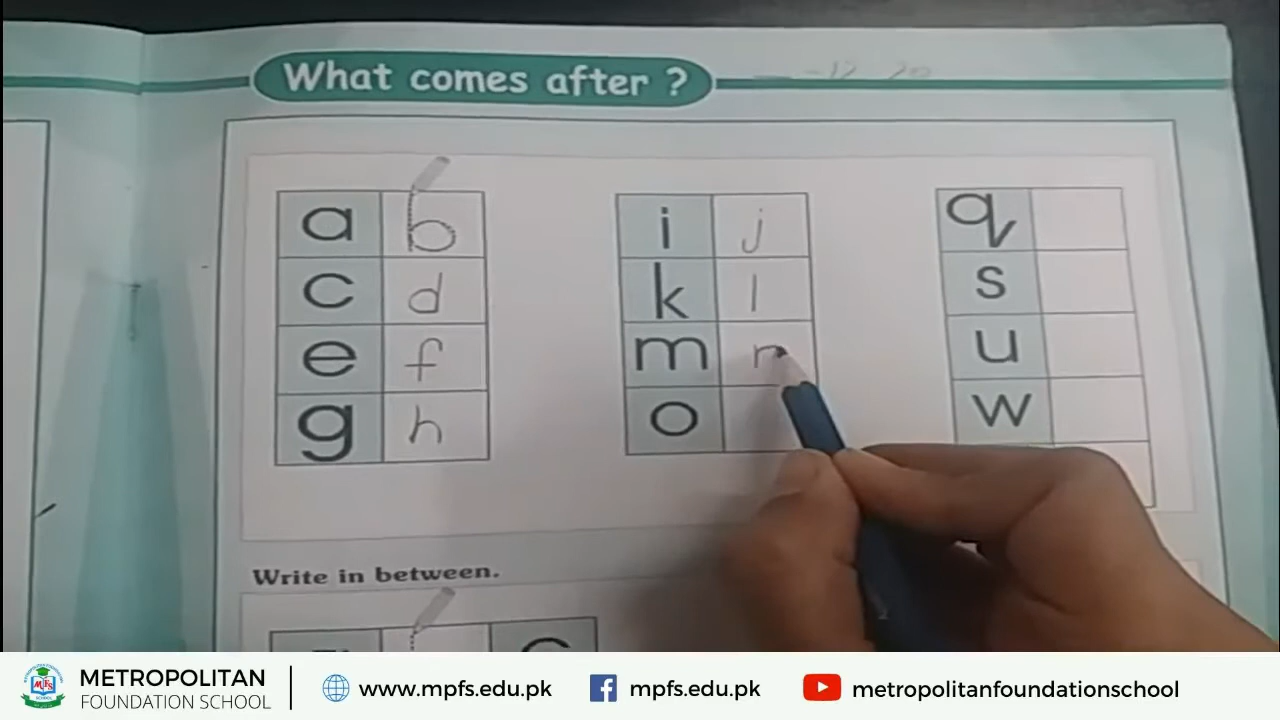 What comes after ?
a b
c d
e f
g h
i j
k l
m n
o
q
s
u
w
Write in between.
METROPOLITAN
FOUNDATION SCHOOL
www.mpfs.edu.pk
mpfs.edu.pk
metropolitanfoundationschool